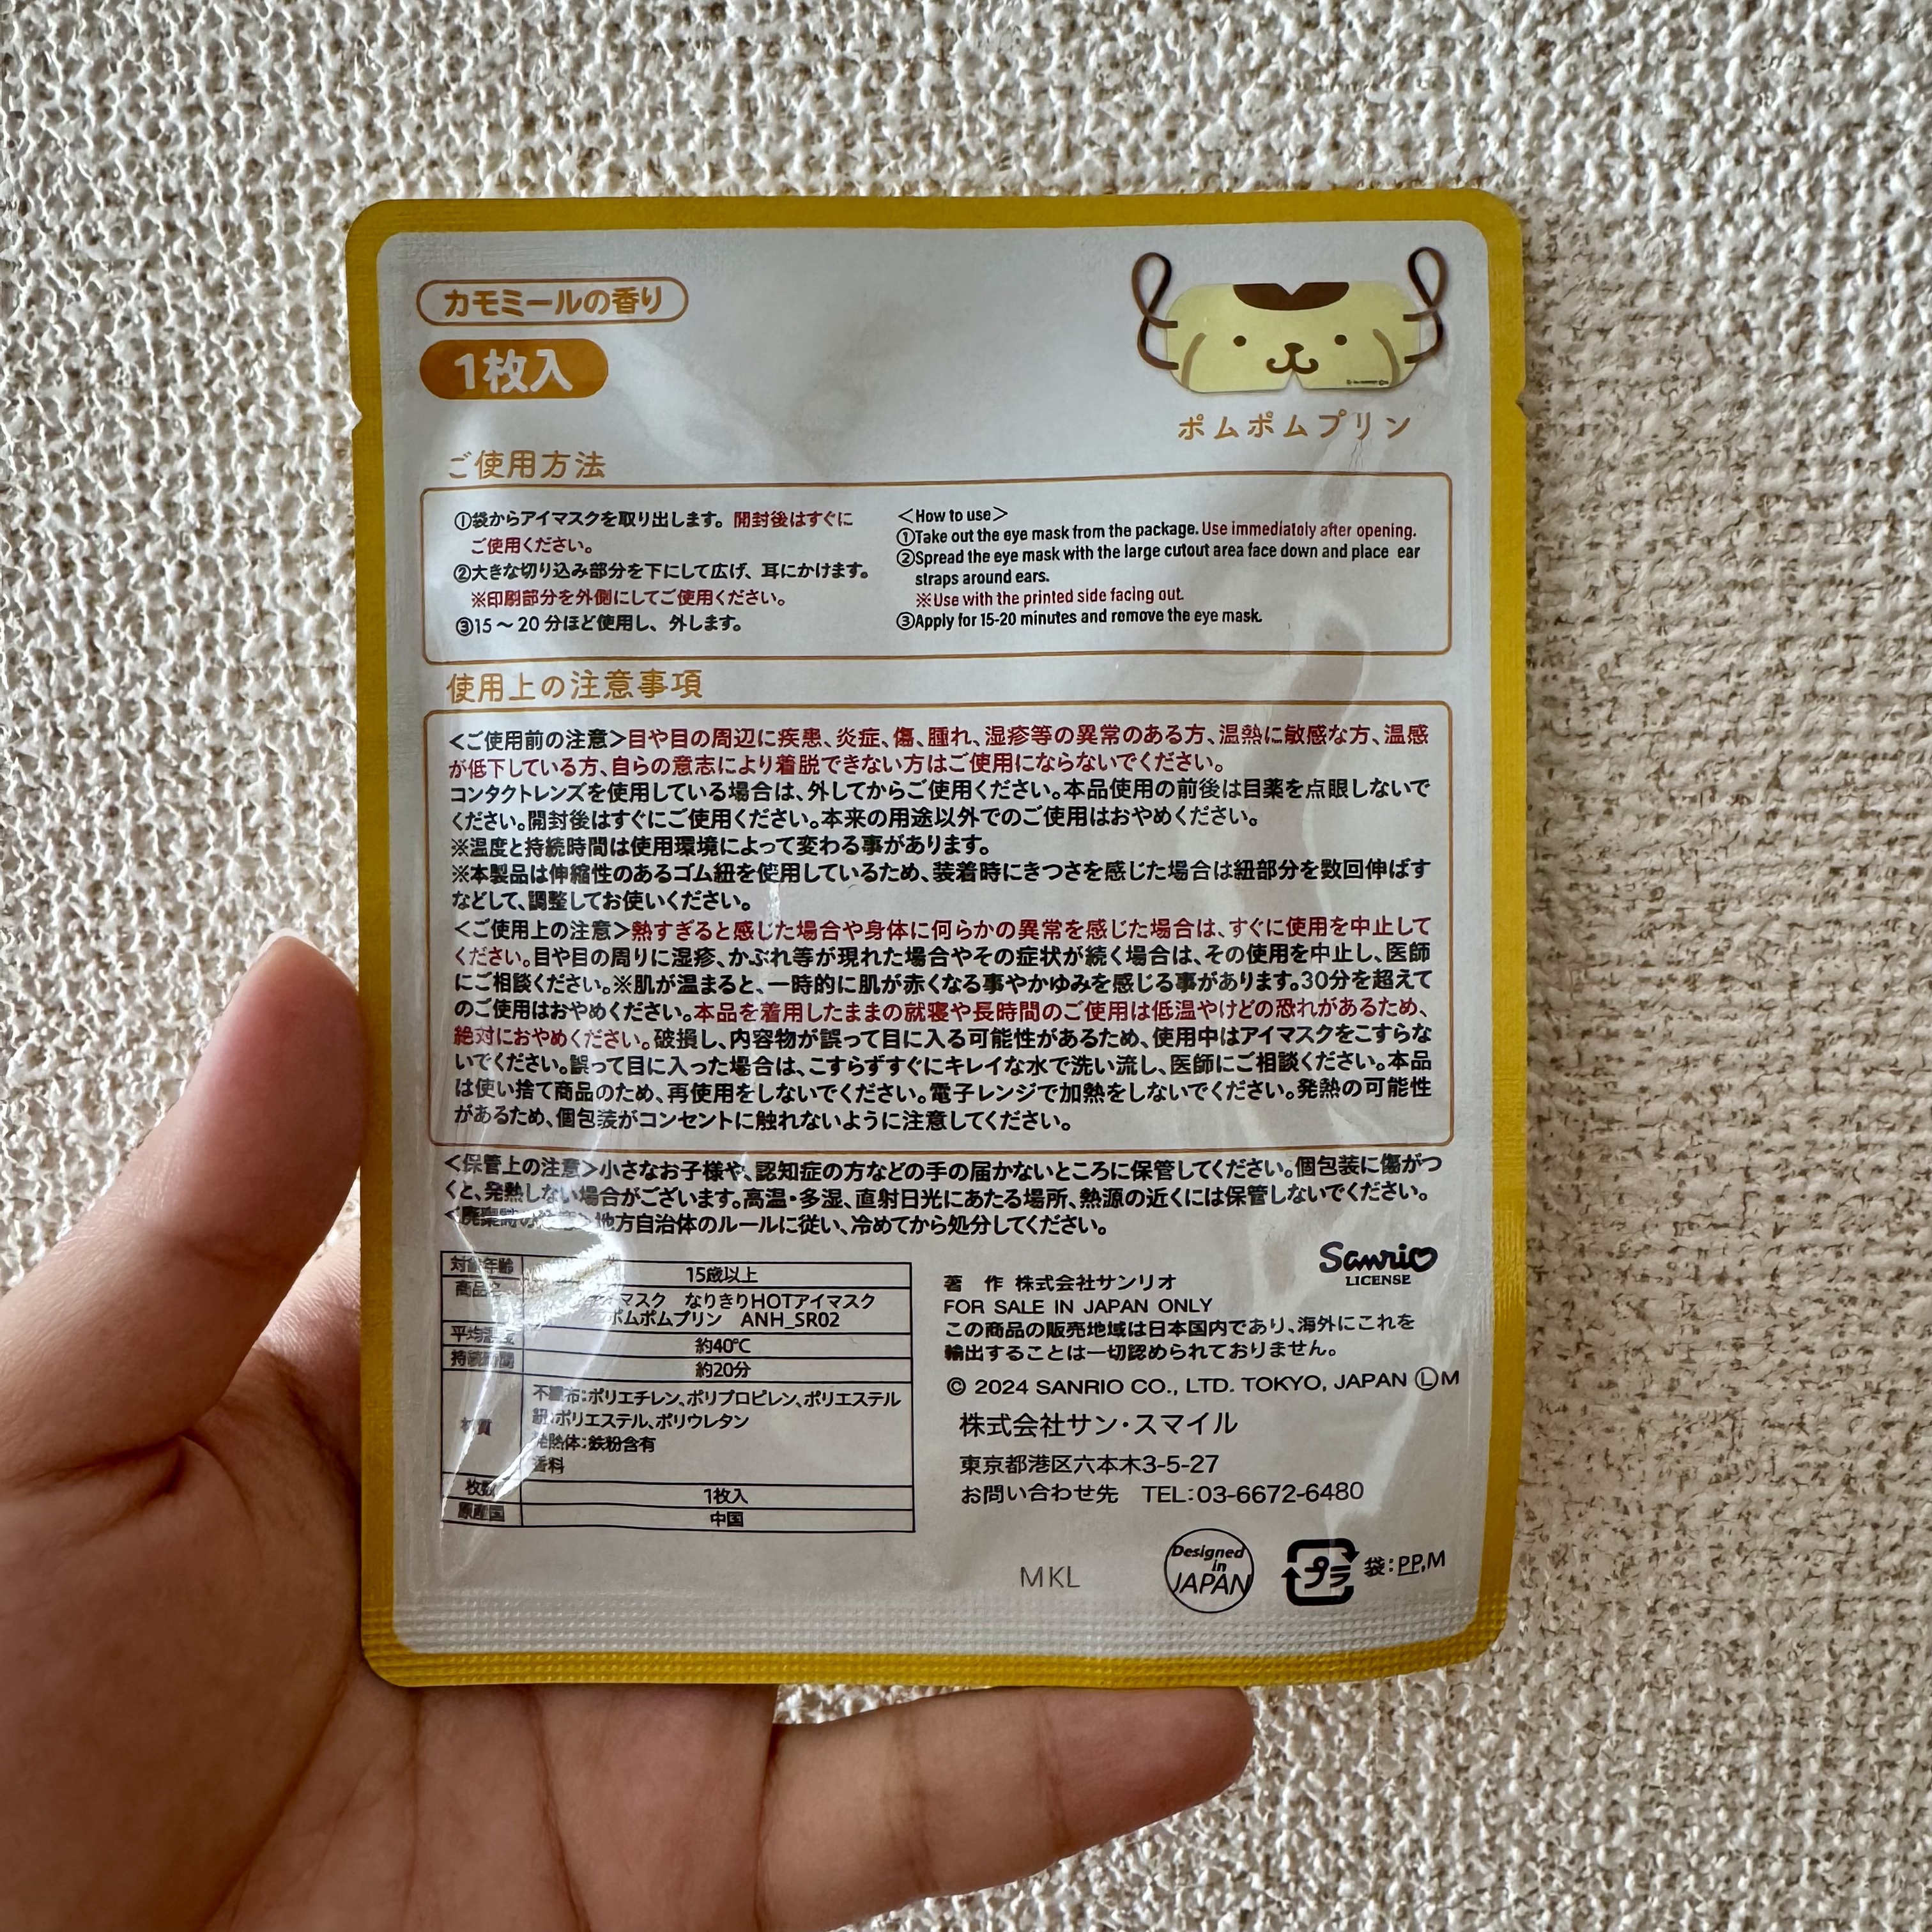 カモミールの香り
1枚入
ポムポムプリン
ご使用方法
①袋からアイマスクを取り出します。開封後はすぐに
ご使用ください。
②大きな切り込み部分を下にして広げ、耳にかけます。
※印刷部分を外側にしてご使用ください。
③15～20分ほど使用し、外します。
＜How to use＞
①Take out the eye mask from the package. Use immediately after opening.
②Spread the eye mask with the large cutout area face down and place ear
straps around ears.
※Use with the printed side facing out.
③Apply for 15-20 minutes and remove the eye mask.
使用上の注意事項
＜ご使用前の注意＞目や目の周辺に疾患、炎症、傷、腫れ、湿疹等の異常のある方、温熱に敏感な方、温感
が低下している方、自らの意志により着脱できない方はご使用にならないでください。
コンタクトレンズを使用している場合は、外してからご使用ください。本品使用の前後は目薬を点眼しないで
ください。開封後はすぐにご使用ください。本来の用途以外でのご使用はおやめください。
※温度と持続時間は使用環境によって変わる事があります。
※本製品は伸縮性のあるゴム紐を使用しているため、装着時にきつさを感じた場合は紐部分を数回伸ばす
などして、調整してお使いください。
＜ご使用上の注意＞熱すぎると感じた場合や身体に何らかの異常を感じた場合は、すぐに使用を中止して
ください。目や目の周りに湿疹、かぶれ等が現れた場合やその症状が続く場合は、その使用を中止し、医師
にご相談ください。※肌が温まると、一時的に肌が赤くなる事やかゆみを感じる事があります。30分を超えて
のご使用はおやめください。本品を着用したままの就寝や長時間のご使用は低温やけどの恐れがあるため、
絶対におやめください。破損し、内容物が誤って目に入る可能性があるため、使用中はアイマスクをこすらな
いでください。誤って目に入った場合は、こすらずすぐにキレイな水で洗い流し、医師にご相談ください。本品
は使い捨て商品のため、再使用をしないでください。電子レンジで加熱をしないでください。発熱の可能性
があるため、個包装がコンセントに触れないように注意してください。
＜保管上の注意＞小さなお子様や、認知症の方などの手の届かないところに保管してください。個包装に傷がつ
くと、発熱しない場合がございます。高温・多湿、直射日光にあたる場所、熱源の近くには保管しないでください。
＜廃棄時の注意＞地方自治体のルールに従い、冷めてから処分してください。
対象年齢 15歳以上
商品名 アイマスク なりきりHOTアイマスク
ポムポムプリン ANH_SR02
平均温度 約40℃
持続時間 約20分
材質 不織布：ポリエチレン、ポリプロピレン、ポリエステル
紐：ポリエステル、ポリウレタン
発熱体：鉄粉含有
香料
枚数 1枚入
原産国 中国
Sanrio
LICENSE
著 作 株式会社サンリオ
FOR SALE IN JAPAN ONLY
この商品の販売地域は日本国内であり、海外にこれを
輸出することは一切認められておりません。
© 2024 SANRIO CO., LTD. TOKYO, JAPAN ⓁM
株式会社サン・スマイル
東京都港区六本木3-5-27
お問い合わせ先 TEL：03-6672-6480
MKL
Designed
in
JAPAN
プラ
袋：PP,M